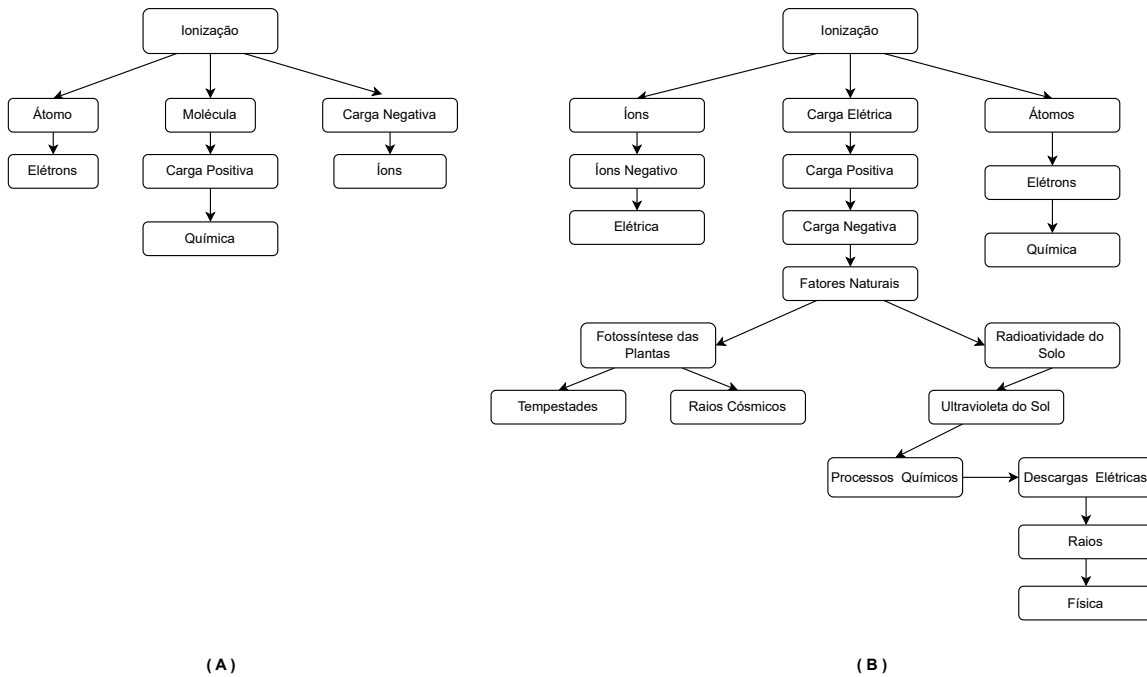 Ionização
Átomo
Molécula
Carga Negativa
Elétrons
Carga Positiva
Íons
Química
( A )
Ionização
Íons
Carga Elétrica
Átomos
Íons Negativo
Carga Positiva
Elétrons
Elétrica
Carga Negativa
Química
Fatores Naturais
Fotossíntese das
Plantas
Radioatividade do
Solo
Tempestades
Raios Cósmicos
Ultravioleta do Sol
Processos Químicos
Descargas Elétricas
Raios
Física
( B )